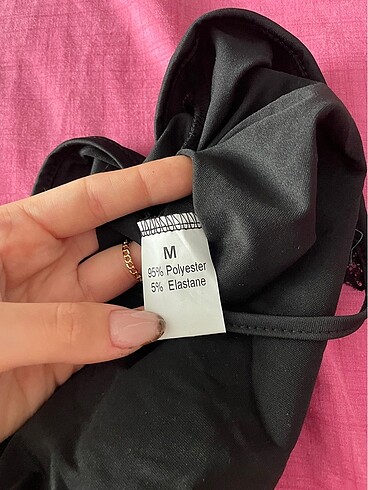 M
95% Polyester
5% Elastane